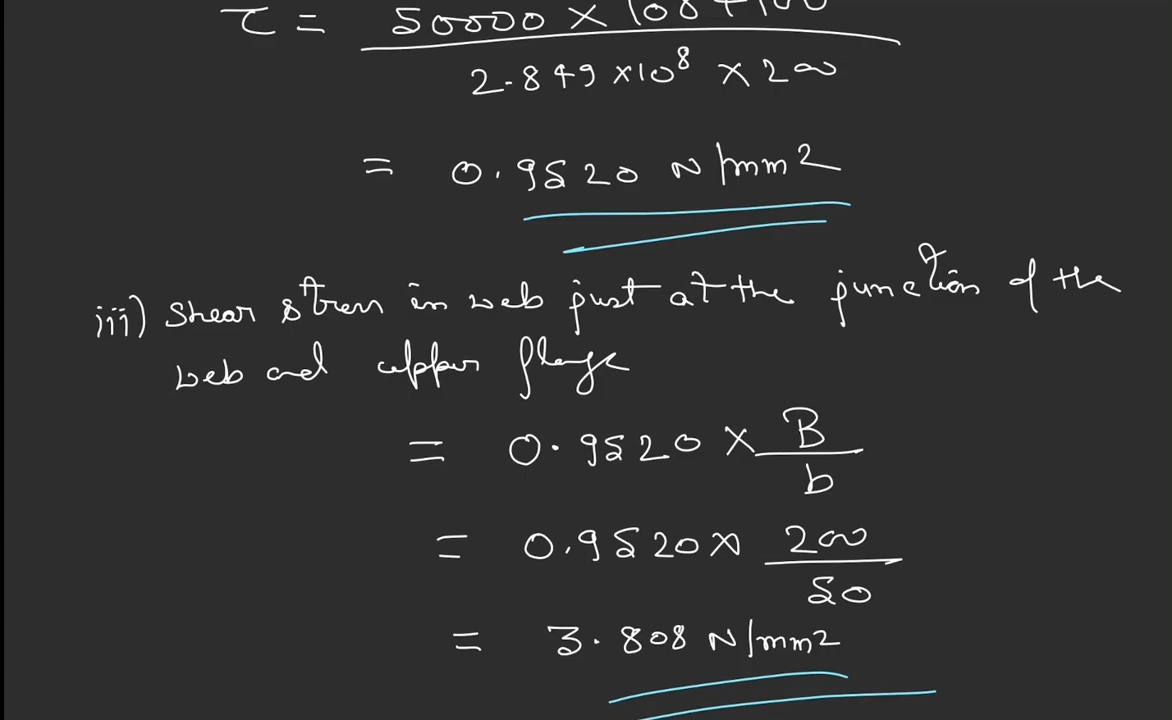 τ = 50000 ×
2.849 × 10⁸ × 200
= 0.9520 N/mm2
iii) Shear stress in web just at the junction of the
web and upper flange
= 0.9520 × B
b
= 0.9520 × 200
50
= 3.808 N/mm2